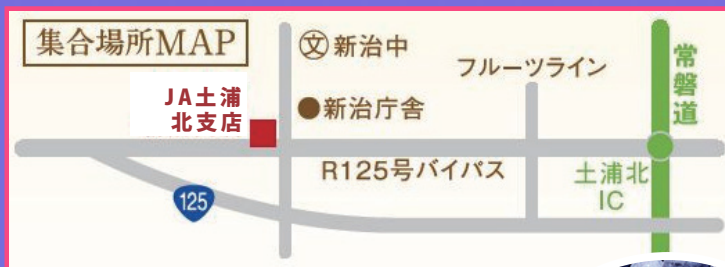 集合場所MAP
㊫新治中
フルーツライン
常磐道
JA土浦
北支店
●新治庁舎
R125号バイパス
土浦北
IC
125